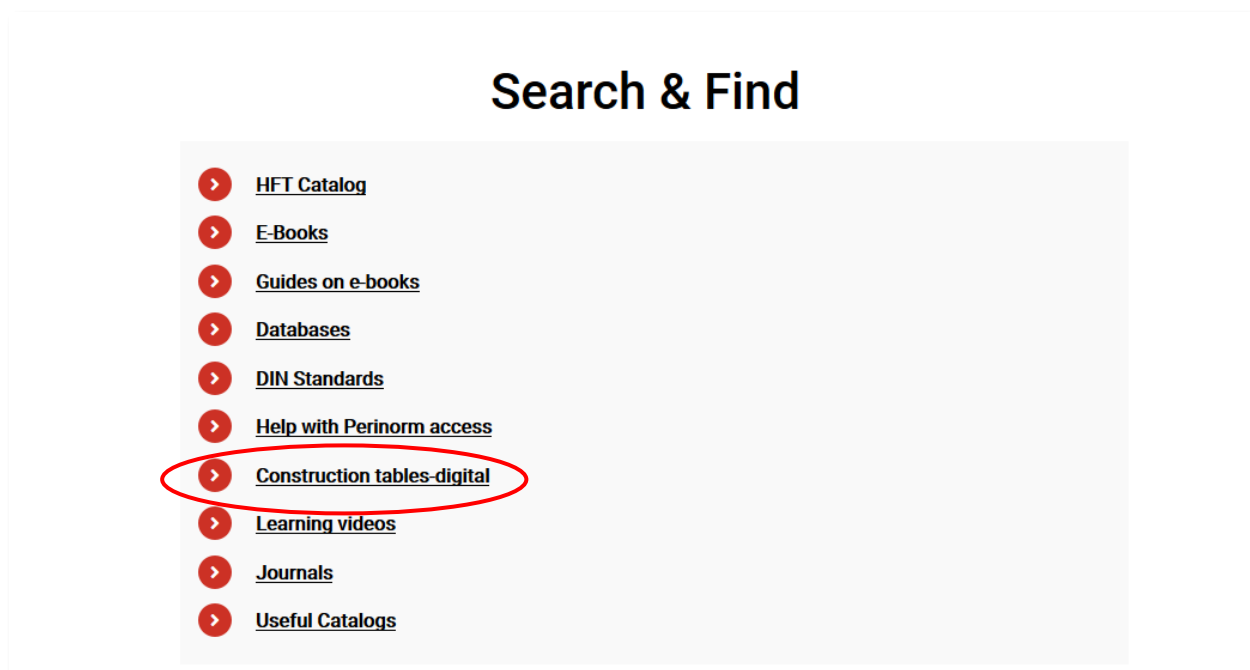 Search & Find
HFT Catalog
E-Books
Guides on e-books
Databases
DIN Standards
Help with Perinorm access
Construction tables-digital
Learning videos
Journals
Useful Catalogs